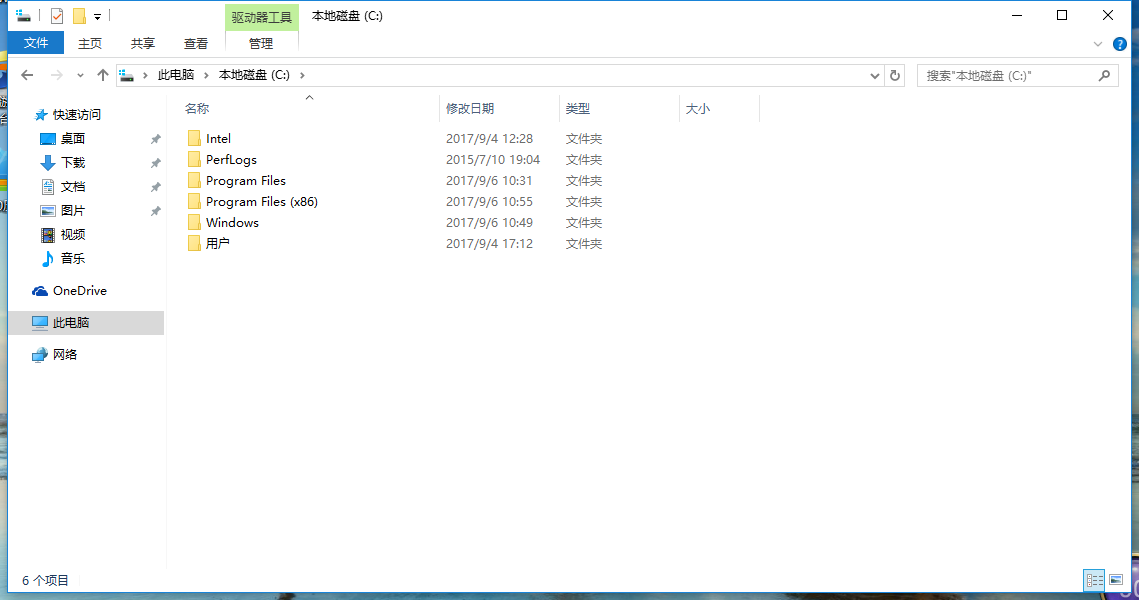 驱动器工具 本地磁盘 (C:)
文件 主页 共享 查看 管理
此电脑 本地磁盘 (C:) 搜索"本地磁盘 (C:)"
名称 修改日期 类型 大小
快速访问
桌面
下载
文档
图片
视频
音乐
OneDrive
此电脑
网络
Intel 2017/9/4 12:28 文件夹
PerfLogs 2015/7/10 19:04 文件夹
Program Files 2017/9/6 10:31 文件夹
Program Files (x86) 2017/9/6 10:55 文件夹
Windows 2017/9/6 10:49 文件夹
用户 2017/9/4 17:12 文件夹
6 个项目